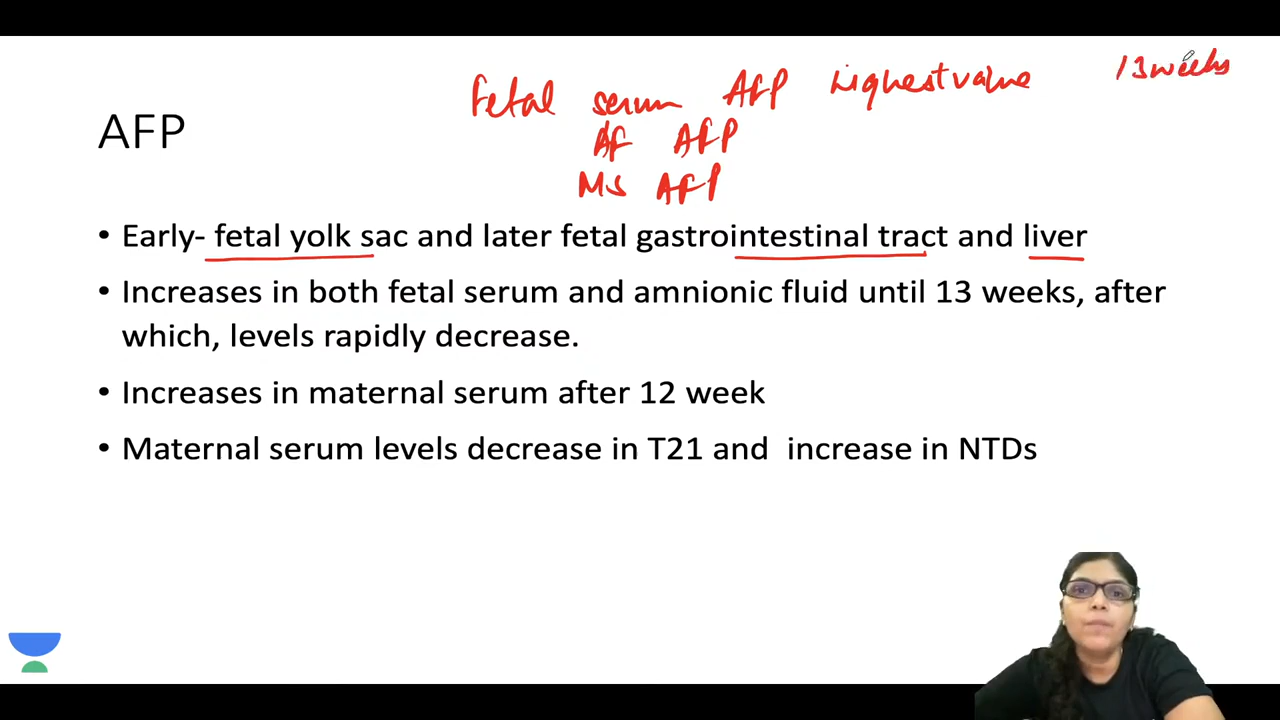 Fetal serum AFP highest value 13 weeks
AF AFP
MS AFP
AFP
• Early- fetal yolk sac and later fetal gastrointestinal tract and liver
• Increases in both fetal serum and amnionic fluid until 13 weeks, after
which, levels rapidly decrease.
• Increases in maternal serum after 12 week
• Maternal serum levels decrease in T21 and increase in NTDs